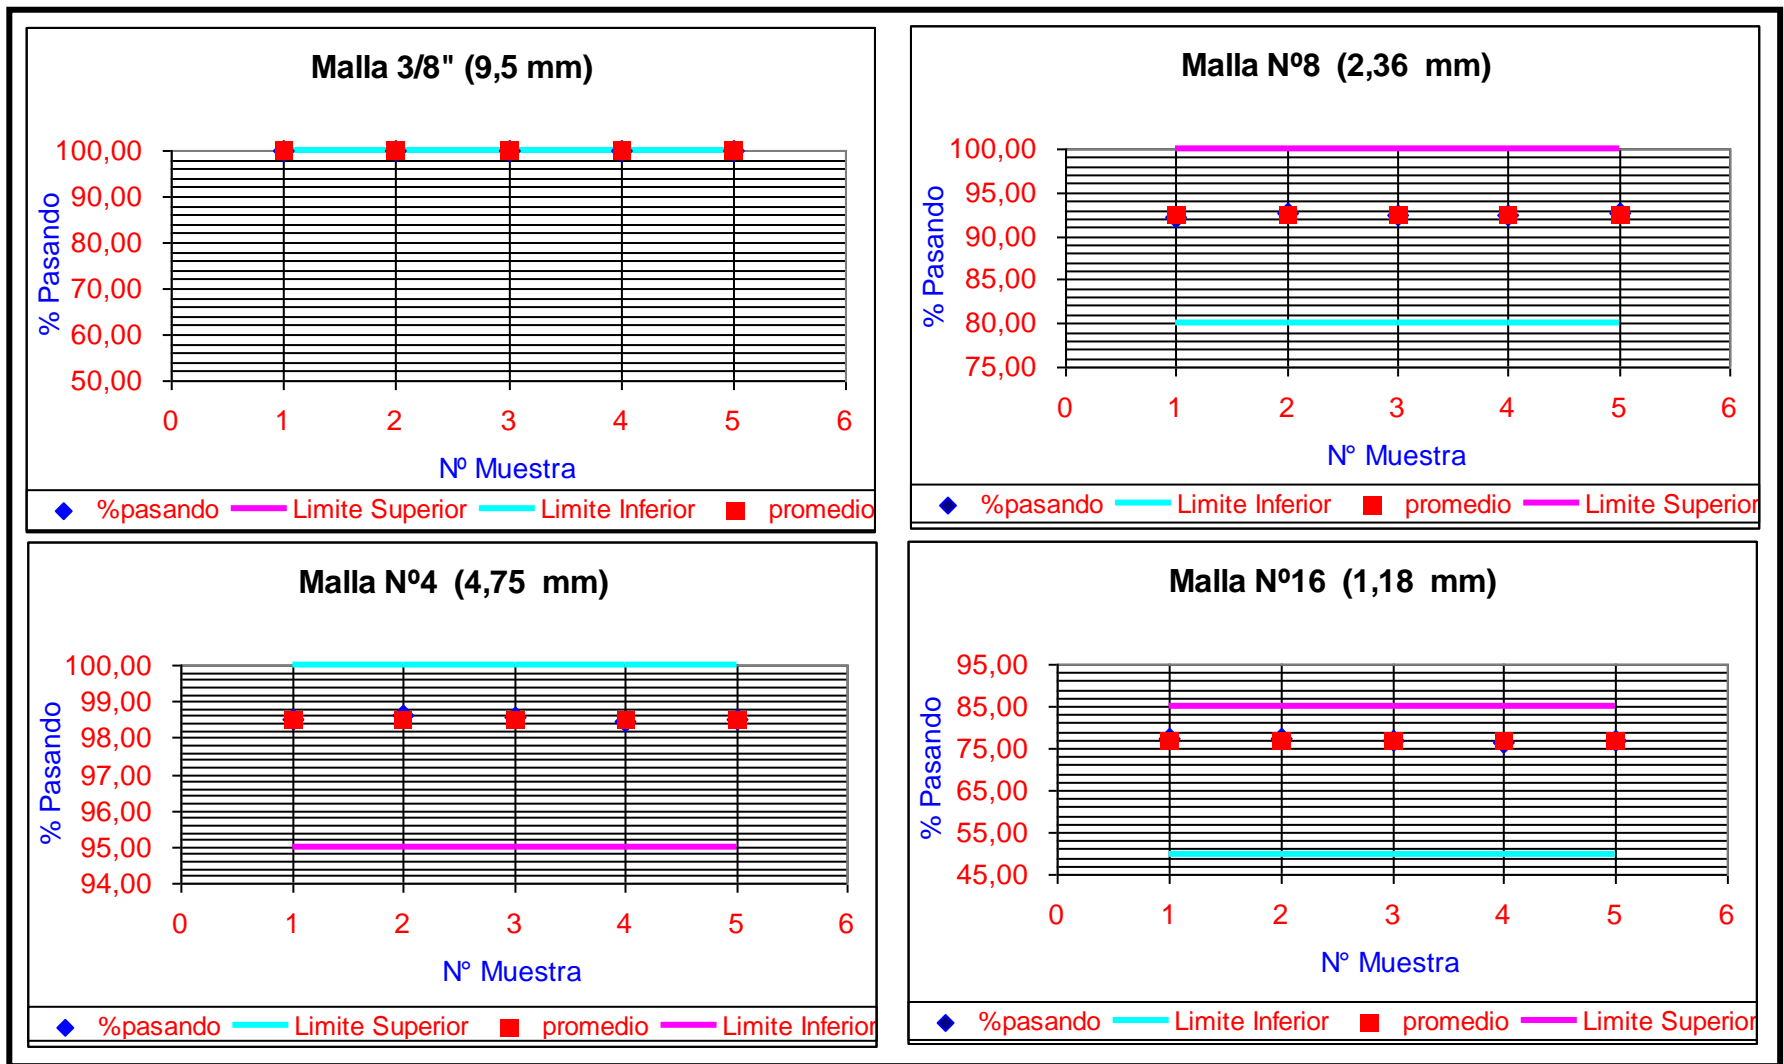 Malla 3/8" (9,5 mm)
100,00
90,00
80,00
70,00
60,00
50,00
% Pasando
0 1 2 3 4 5 6
Nº Muestra
%pasando Limite Superior Limite Inferior promedio
Malla Nº8 (2,36 mm)
100,00
95,00
90,00
85,00
80,00
75,00
% Pasando
0 1 2 3 4 5 6
N° Muestra
%pasando Limite Inferior promedio Limite Superior
Malla Nº4 (4,75 mm)
100,00
99,00
98,00
97,00
96,00
95,00
94,00
% Pasando
0 1 2 3 4 5 6
N° Muestra
%pasando Limite Superior promedio Limite Inferior
Malla Nº16 (1,18 mm)
95,00
85,00
75,00
65,00
55,00
45,00
% Pasando
0 1 2 3 4 5 6
N° Muestra
%pasando Limite Inferior promedio Limite Superior